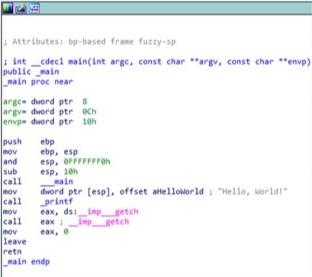 ; Attributes: bp-based frame fuzzy-sp
; int __cdecl main(int argc, const char **argv, const char **envp)
public _main
_main proc near
argc= dword ptr  8
argv= dword ptr  0Ch
envp= dword ptr  10h
push    ebp
mov     ebp, esp
and     esp, 0FFFFFFF0h
sub     esp, 10h
call    ___main
mov     dword ptr [esp], offset aHelloWorld ; "Hello, World!"
call    _printf
mov     eax, ds:__imp__getch
call    eax ; __imp__getch
mov     eax, 0
leave
retn
_main endp